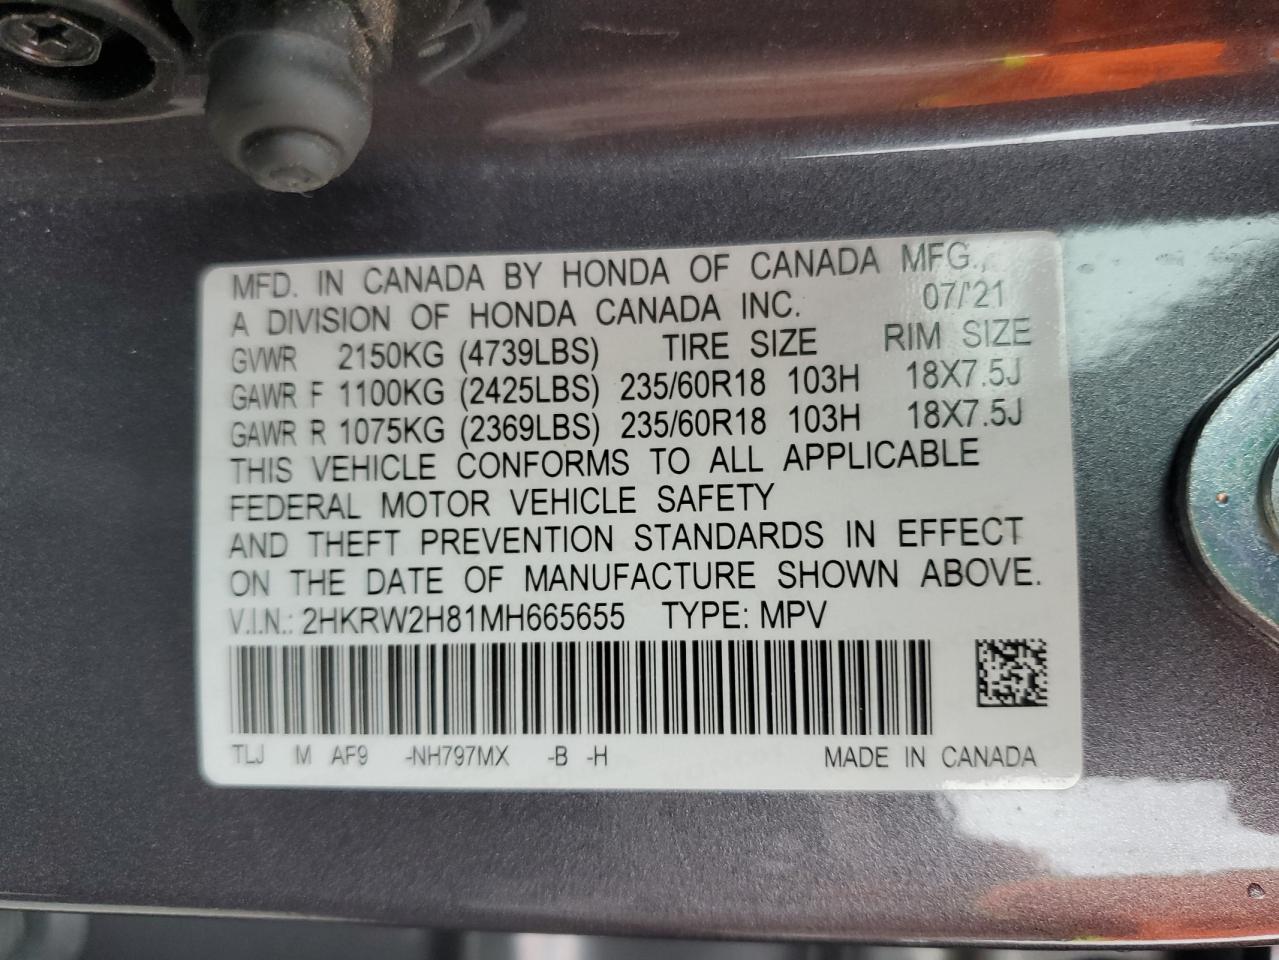 MFD. IN CANADA BY HONDA OF CANADA MFG.,
A DIVISION OF HONDA CANADA INC. 07/'21
GVWR 2150KG (4739LBS) TIRE SIZE RIM SIZE
GAWR F 1100KG (2425LBS) 235/60R18 103H 18X7.5J
GAWR R 1075KG (2369LBS) 235/60R18 103H 18X7.5J
THIS VEHICLE CONFORMS TO ALL APPLICABLE
FEDERAL MOTOR VEHICLE SAFETY
AND THEFT PREVENTION STANDARDS IN EFFECT
ON THE DATE OF MANUFACTURE SHOWN ABOVE.
V.I.N.: 2HKRW2H81MH665655 TYPE: MPV
TLJ M AF9 -NH797MX -B -H MADE IN CANADA